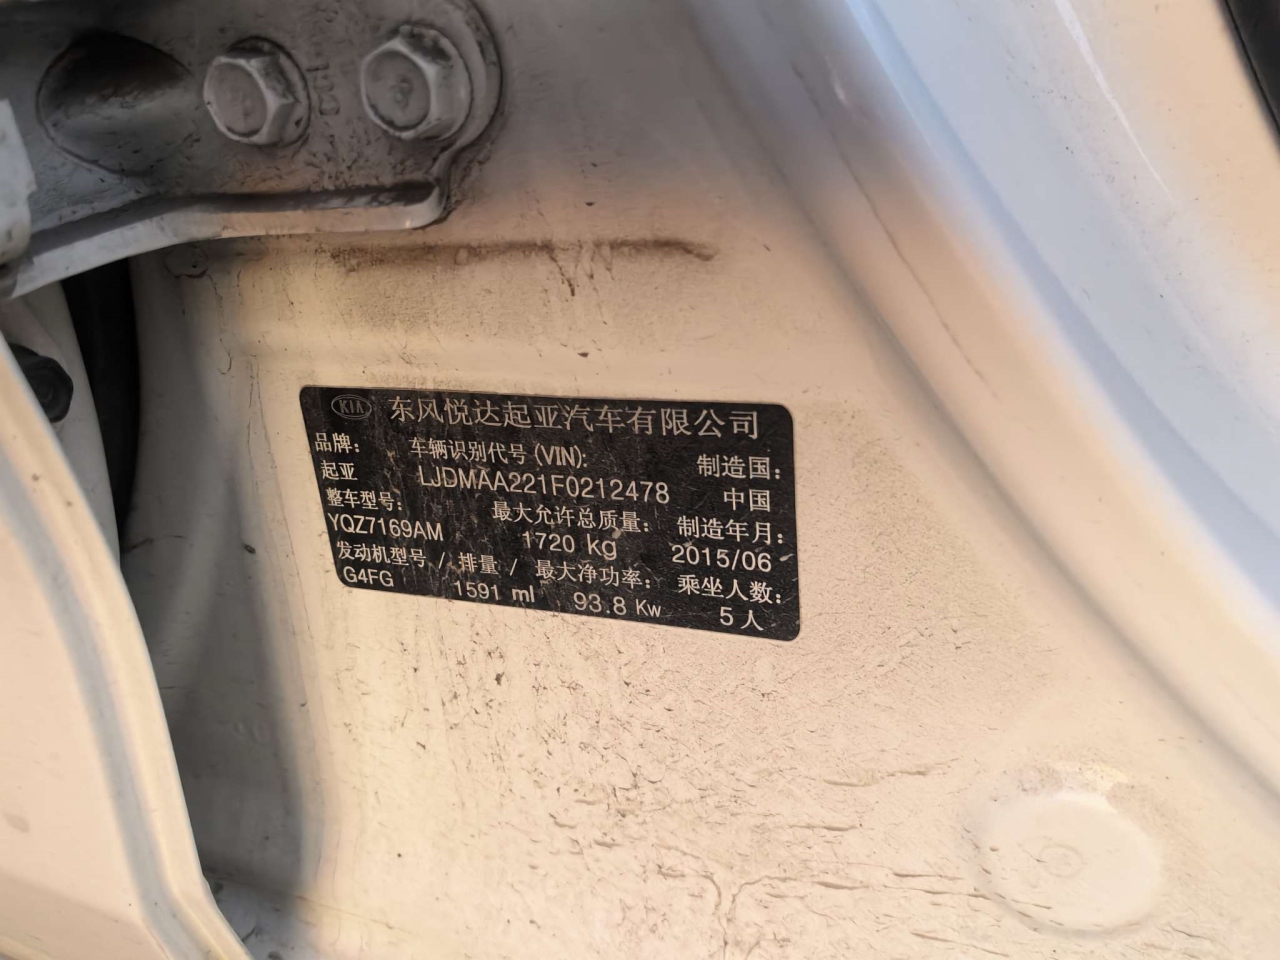 KIA 东风悦达起亚汽车有限公司
品牌： 车辆识别代号(VIN): 制造国：
起亚 LJDMAA221F0212478 中国
整车型号： 最大允许总质量： 制造年月：
YQZ7169AM 1720 kg 2015/06
发动机型号 / 排量 / 最大净功率： 乘坐人数：
G4FG 1591 ml 93.8 Kw 5人